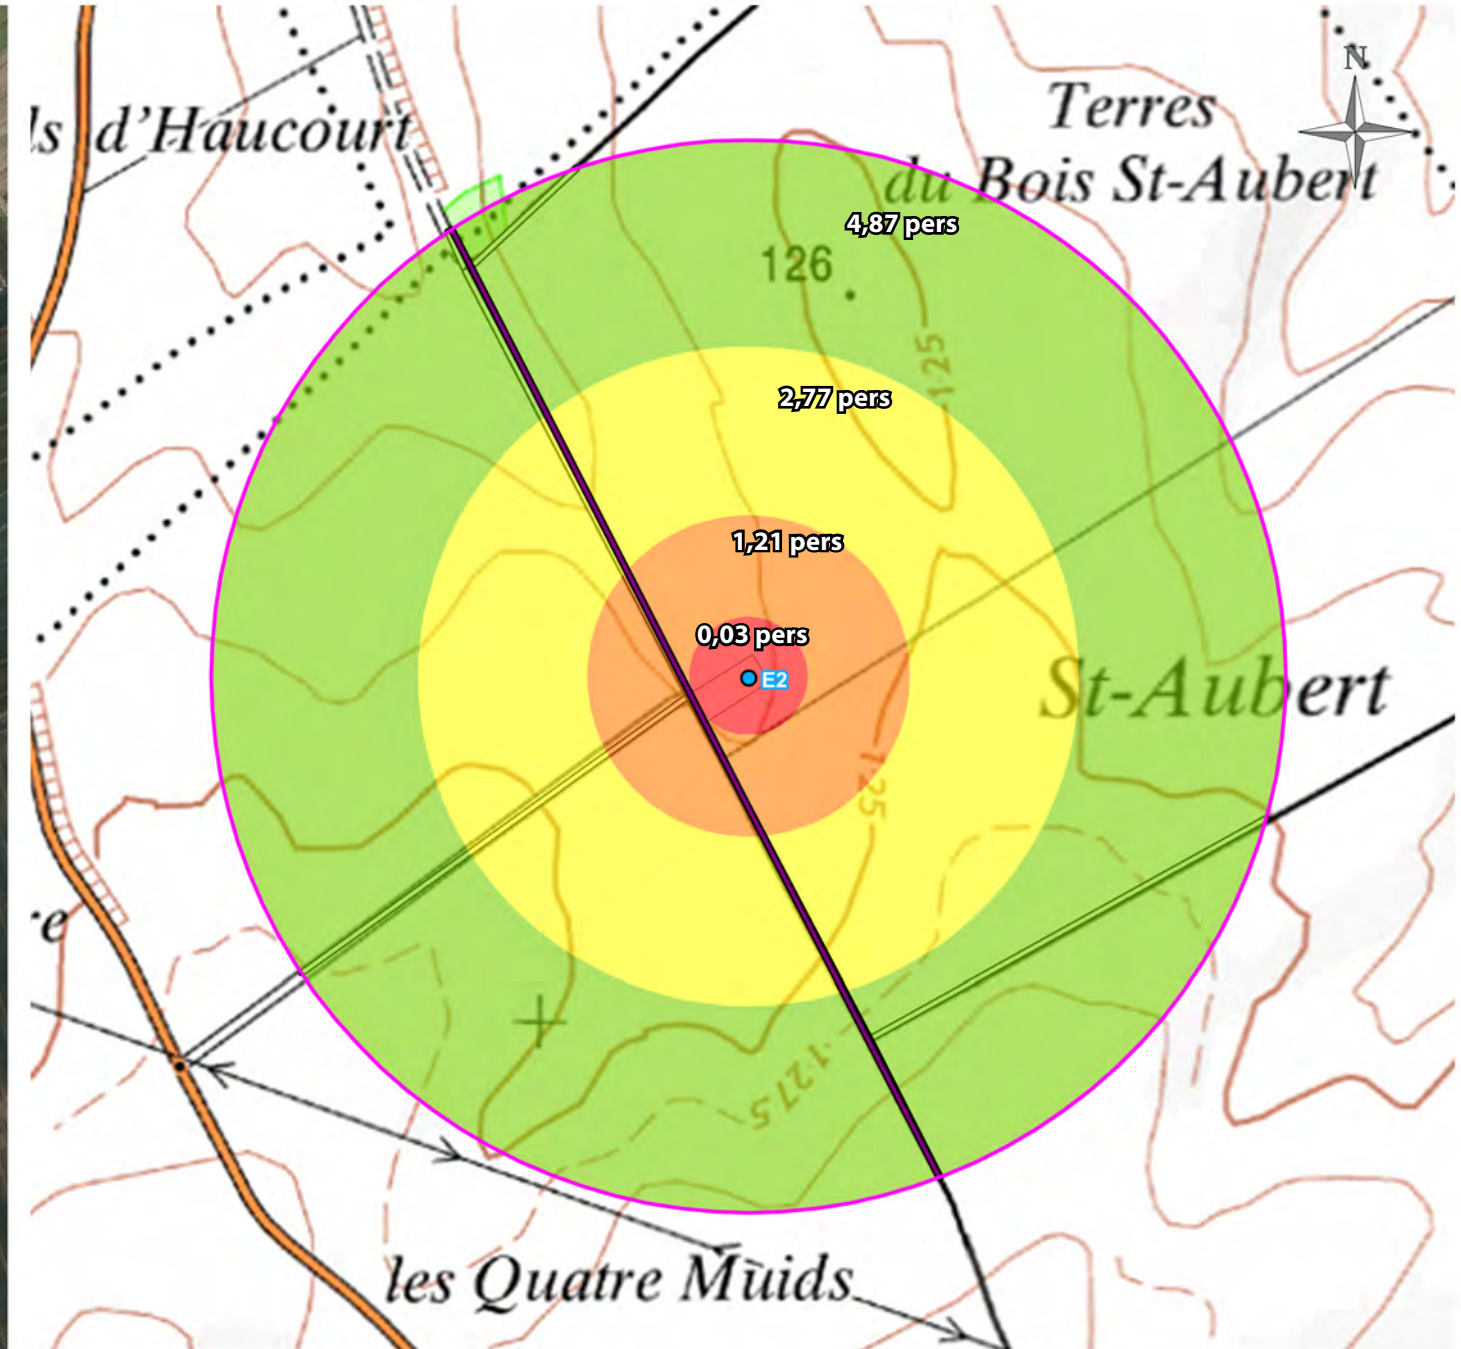 N
ls d'Haucourt
Terres
du Bois St-Aubert
4,87 pers
126
125
2,77 pers
1,21 pers
0,03 pers
E2
St-Aubert
125
re
127.5
les Quatre Muids